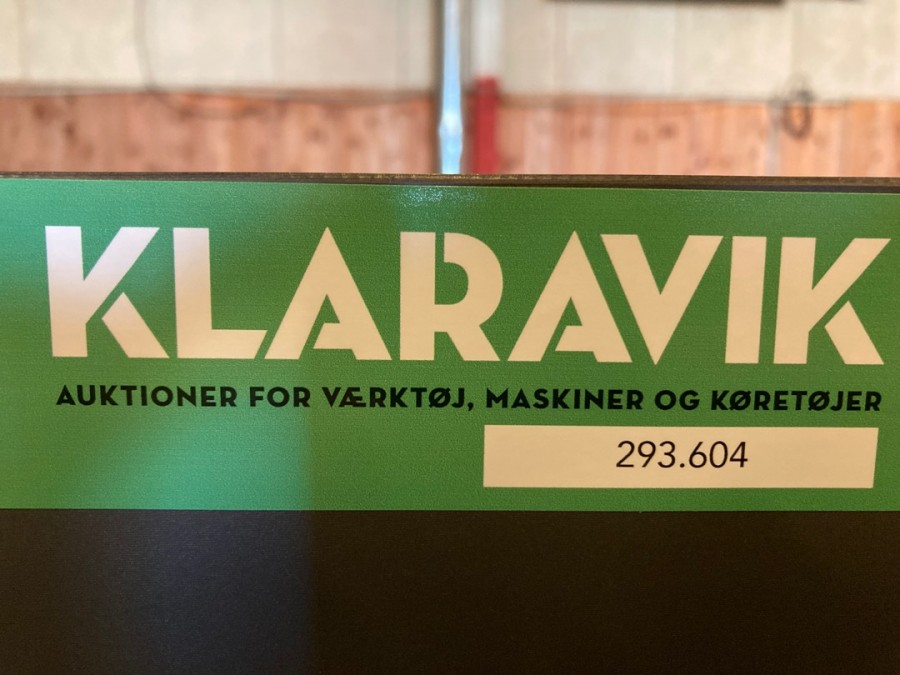 KLARAVIK
AUKTIONER FOR VÆRKTØJ, MASKINER OG KØRETØJER
293.604